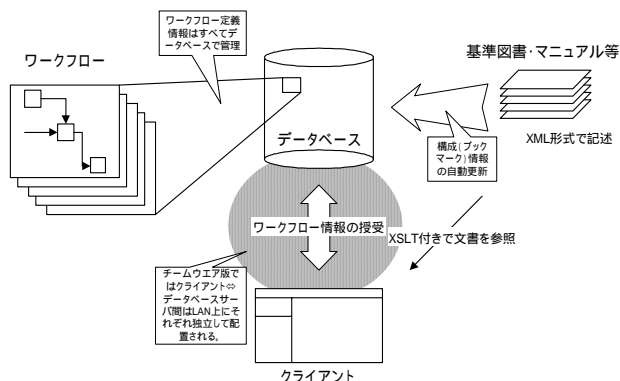 ワークフロー定義
情報はすべてデ
ータベースで管理
ワークフロー
基準図書・マニュアル等
データベース
XML形式で記述
構成(ブック
マーク)情報
の自動更新
ワークフロー情報の授受
XSLT付きで文書を参照
チームウエア版で
はクライアント⇔
データベースサー
バ間はLAN上にそ
れぞれ独立して配
置される。
クライアント